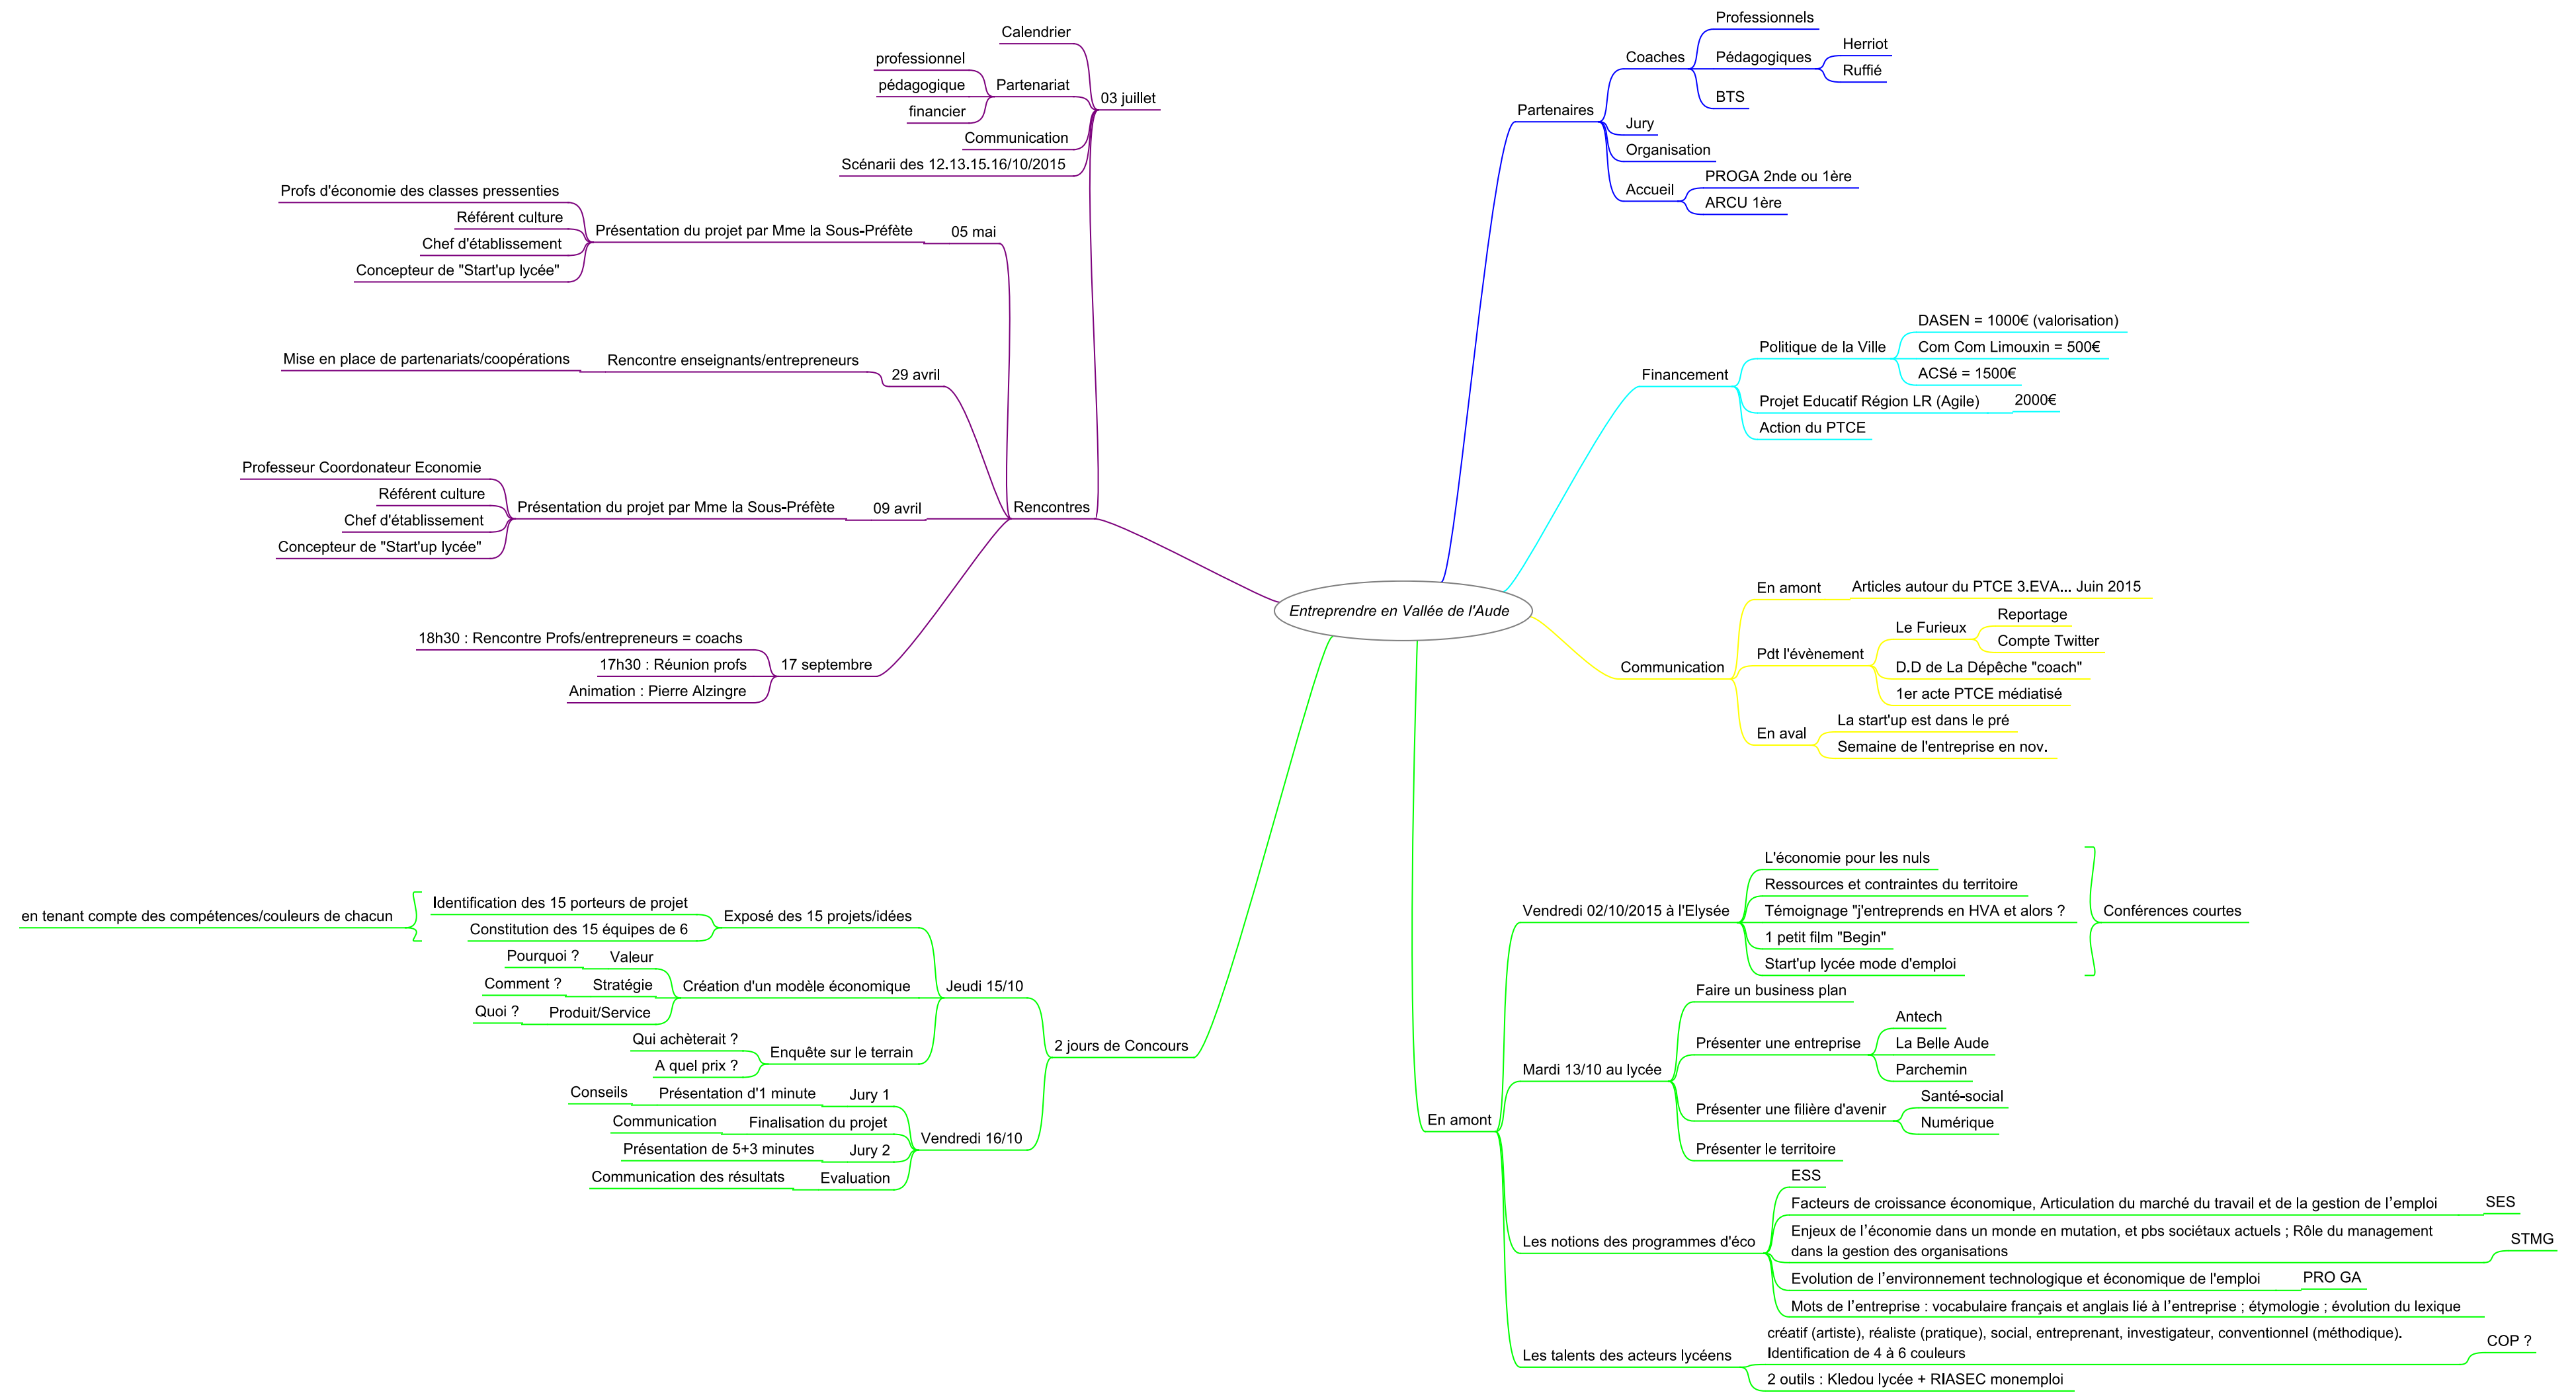 Entreprendre en Vallée de l'Aude
Partenaires
Coaches
Professionnels
Pédagogiques
Herriot
Ruffié
BTS
Jury
Organisation
Accueil
PROGA 2nde ou 1ère
ARCU 1ère
Financement
Politique de la Ville
DASEN = 1000€ (valorisation)
Com Com Limouxin = 500€
ACSé = 1500€
Projet Educatif Région LR (Agile)
2000€
Action du PTCE
Communication
En amont
Articles autour du PTCE 3.EVA... Juin 2015
Pdt l'évènement
Le Furieux
Reportage
Compte Twitter
D.D de La Dépêche "coach"
1er acte PTCE médiatisé
En aval
La start'up est dans le pré
Semaine de l'entreprise en nov.
En amont
Vendredi 02/10/2015 à l'Elysée
L'économie pour les nuls
Ressources et contraintes du territoire
Témoignage "j'entreprends en HVA et alors ?
1 petit film "Begin"
Start'up lycée mode d'emploi
Conférences courtes
Mardi 13/10 au lycée
Faire un business plan
Présenter une entreprise
Antech
La Belle Aude
Parchemin
Présenter une filière d'avenir
Santé-social
Numérique
Présenter le territoire
Les notions des programmes d'éco
ESS
Facteurs de croissance économique, Articulation du marché du travail et de la gestion de l’emploi
SES
Enjeux de l’économie dans un monde en mutation, et pbs sociétaux actuels ; Rôle du management
dans la gestion des organisations
STMG
Evolution de l’environnement technologique et économique de l'emploi
PRO GA
Mots de l’entreprise : vocabulaire français et anglais lié à l’entreprise ; étymologie ; évolution du lexique
Les talents des acteurs lycéens
créatif (artiste), réaliste (pratique), social, entreprenant, investigateur, conventionnel (méthodique).
Identification de 4 à 6 couleurs
COP ?
2 outils : Kledou lycée + RIASEC monemploi
2 jours de Concours
Jeudi 15/10
Exposé des 15 projets/idées
Identification des 15 porteurs de projet
Constitution des 15 équipes de 6
en tenant compte des compétences/couleurs de chacun
Création d'un modèle économique
Valeur
Pourquoi ?
Stratégie
Comment ?
Produit/Service
Quoi ?
Enquête sur le terrain
Qui achèterait ?
A quel prix ?
Vendredi 16/10
Jury 1
Présentation d'1 minute
Conseils
Finalisation du projet
Communication
Jury 2
Présentation de 5+3 minutes
Evaluation
Communication des résultats
Rencontres
03 juillet
Calendrier
Partenariat
professionnel
pédagogique
financier
Communication
Scénarii des 12.13.15.16/10/2015
05 mai
Présentation du projet par Mme la Sous-Préfète
Profs d'économie des classes pressenties
Référent culture
Chef d'établissement
Concepteur de "Start'up lycée"
29 avril
Rencontre enseignants/entrepreneurs
Mise en place de partenariats/coopérations
09 avril
Présentation du projet par Mme la Sous-Préfète
Professeur Coordonateur Economie
Référent culture
Chef d'établissement
Concepteur de "Start'up lycée"
17 septembre
18h30 : Rencontre Profs/entrepreneurs = coachs
17h30 : Réunion profs
Animation : Pierre Alzingre